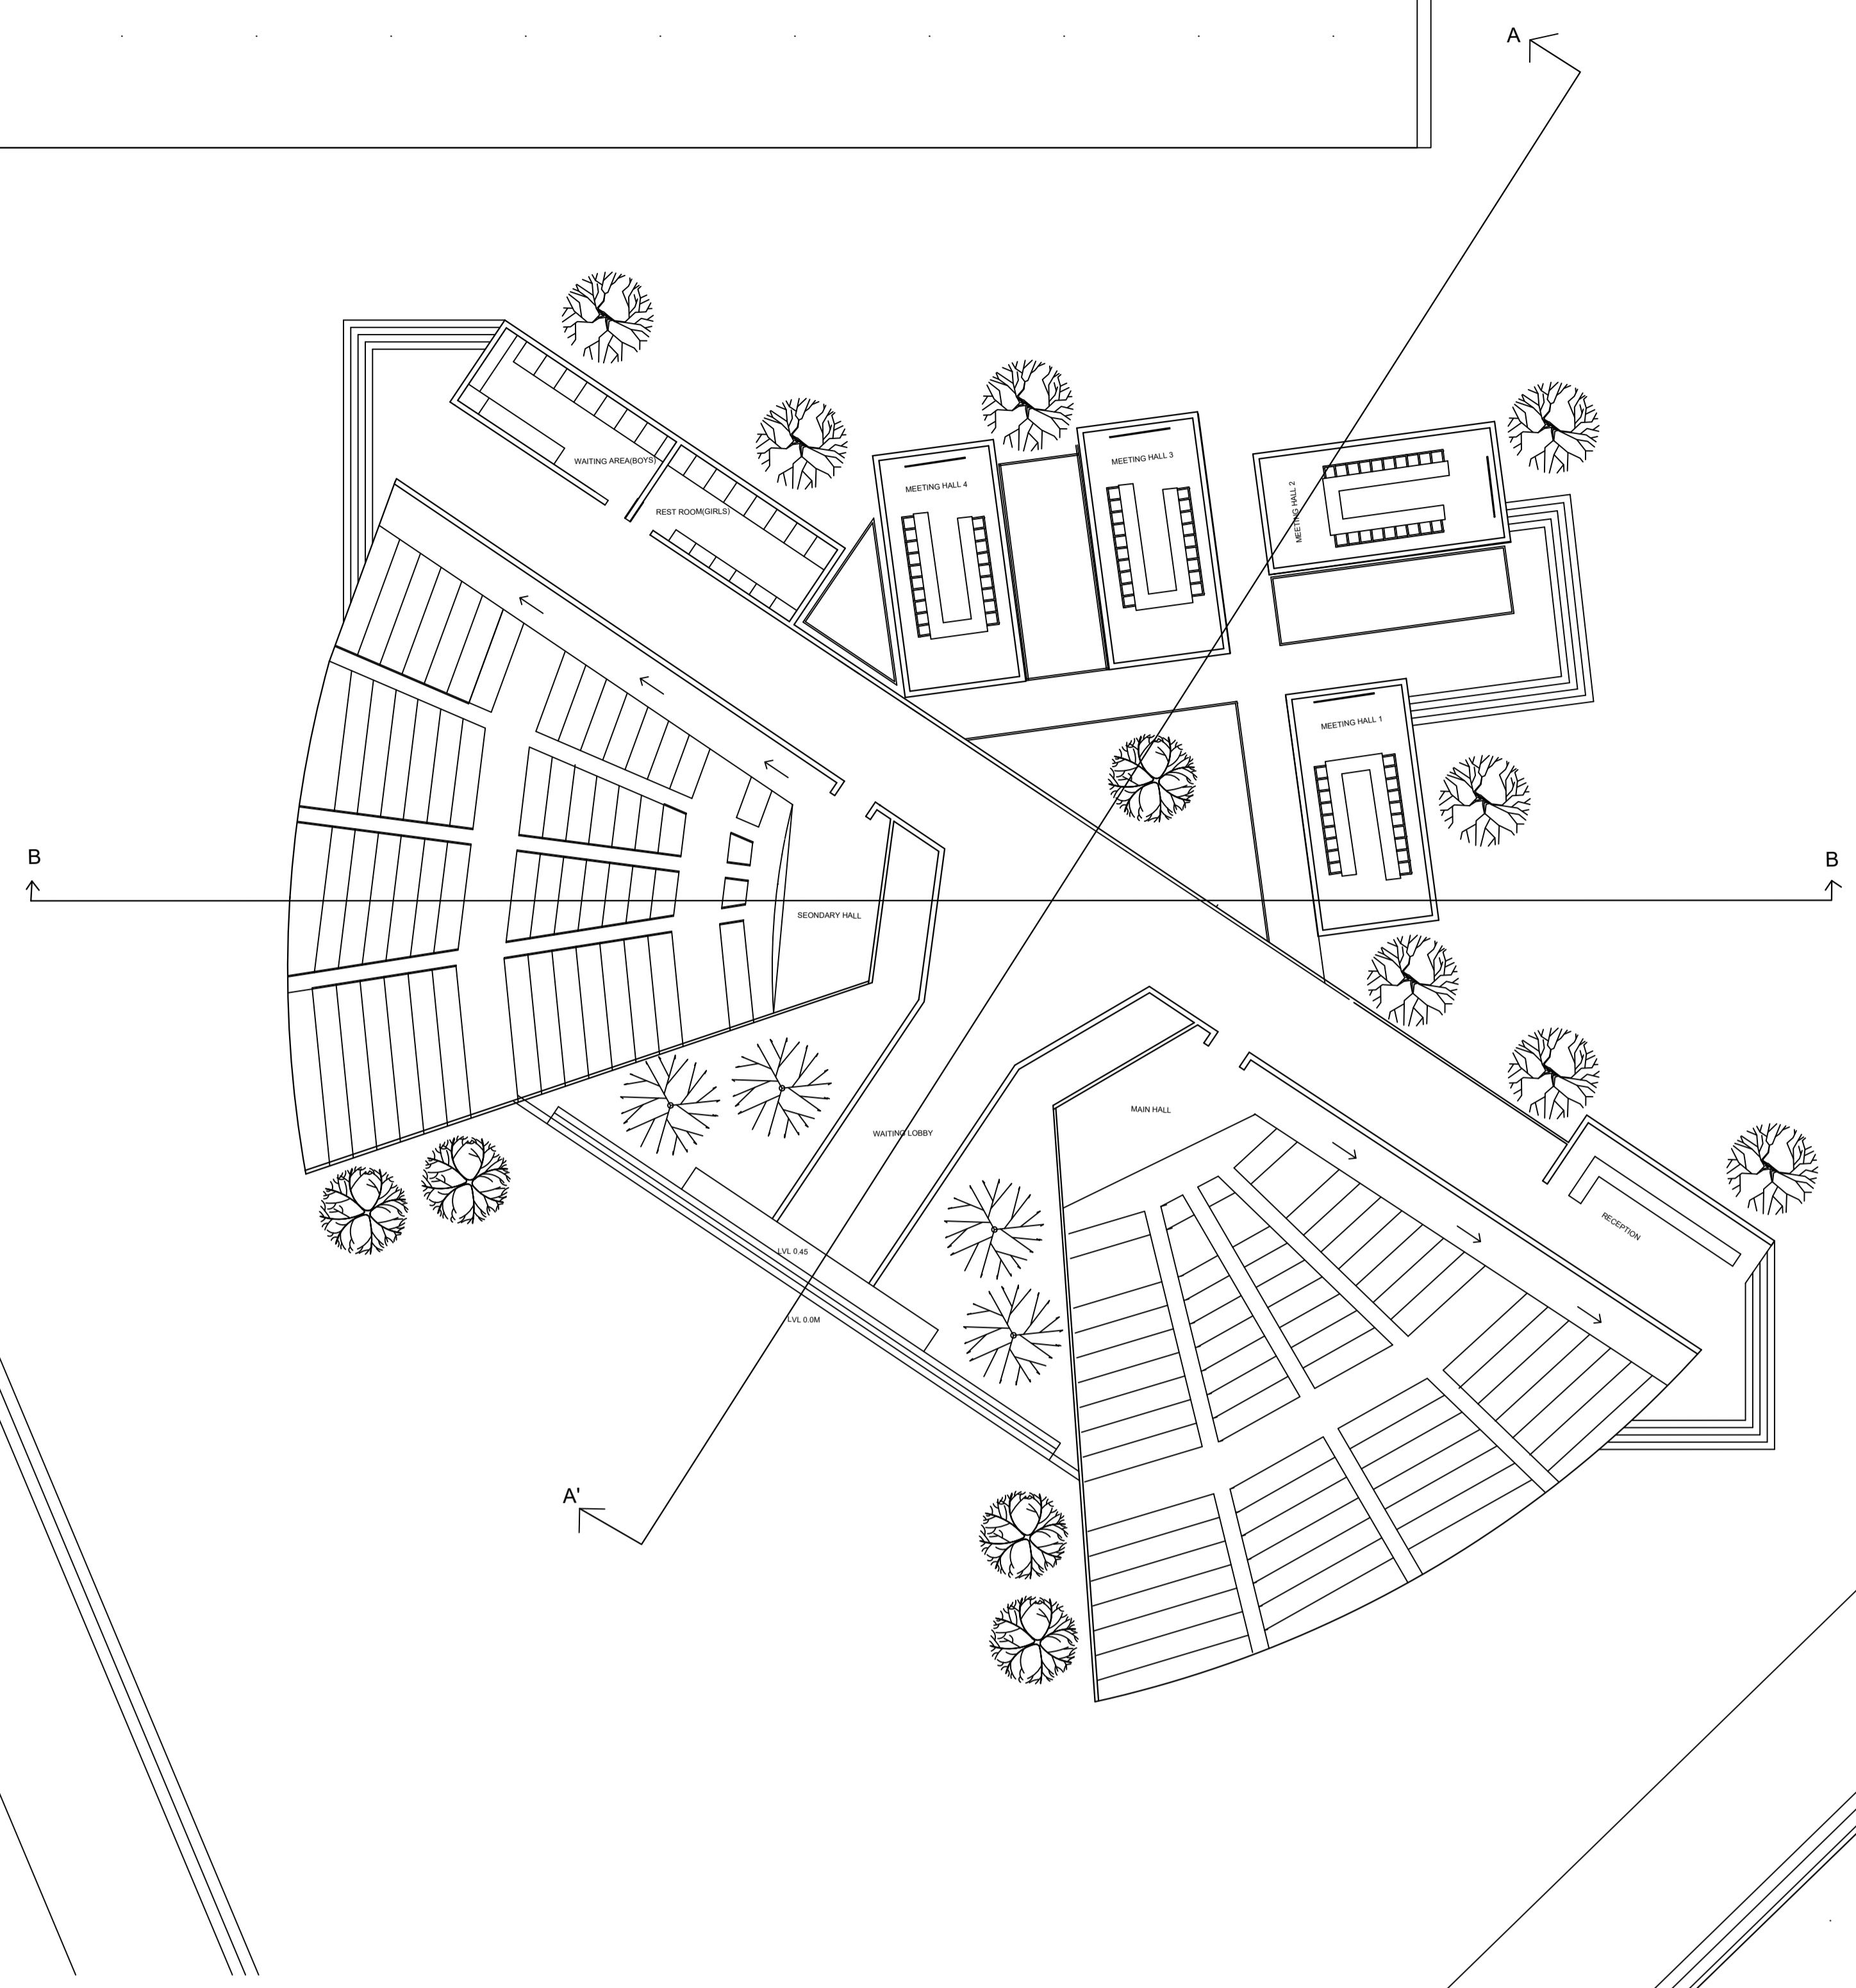 A
WAITING AREA(BOYS)
REST ROOM(GIRLS)
MEETING HALL 4
MEETING HALL 3
MEETING HALL 2
MEETING HALL 1
B
B
SEONDARY HALL
MAIN HALL
WAITING LOBBY
RECEPTION
LVL 0.45
LVL 0.0M
A'